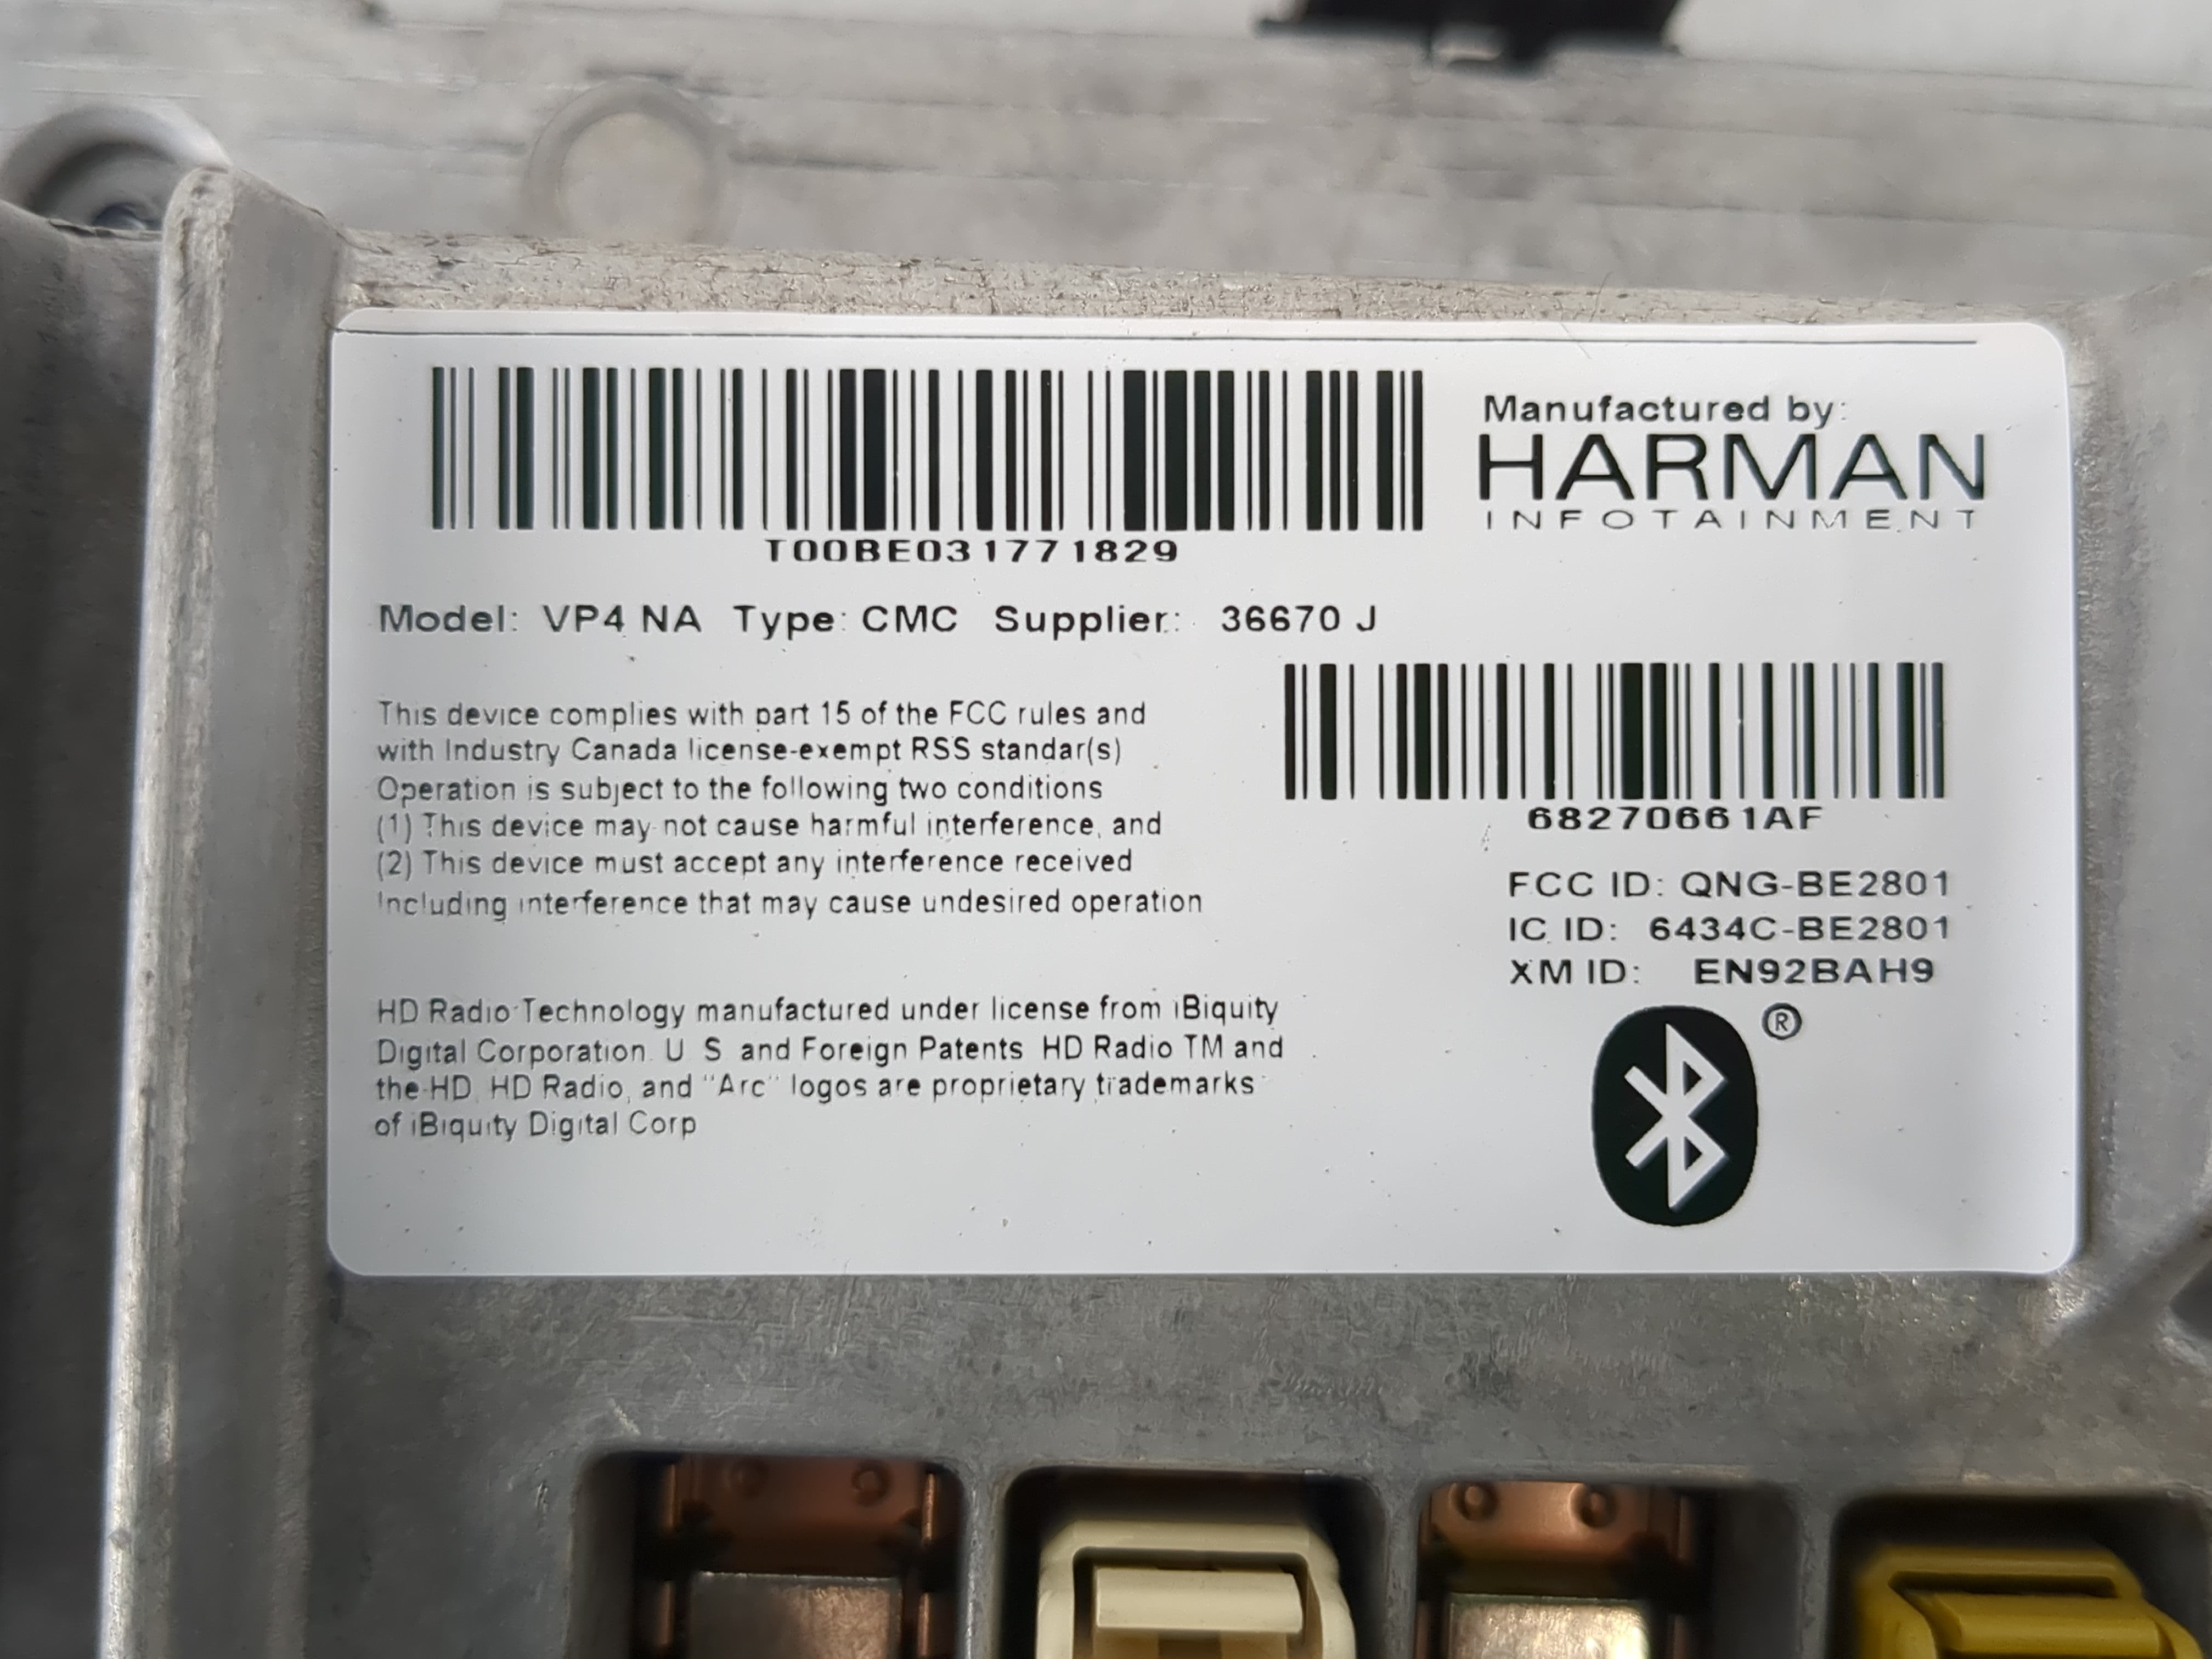 Manufactured by:
HARMAN
INFOTAINMENT
T00BE031771829
Model: VP4 NA Type: CMC Supplier: 36670 J
This device complies with part 15 of the FCC rules and
with Industry Canada license-exempt RSS standar(s)
Operation is subject to the following two conditions
(1) This device may not cause harmful interference, and
(2) This device must accept any interference received
Including interference that may cause undesired operation
68270661AF
FCC ID: QNG-BE2801
IC ID: 6434C-BE2801
XM ID: EN92BAH9
HD Radio Technology manufactured under license from iBiquity
Digital Corporation U S and Foreign Patents HD Radio TM and
the HD, HD Radio, and "Arc" logos are proprietary trademarks
of iBiquity Digital Corp
®